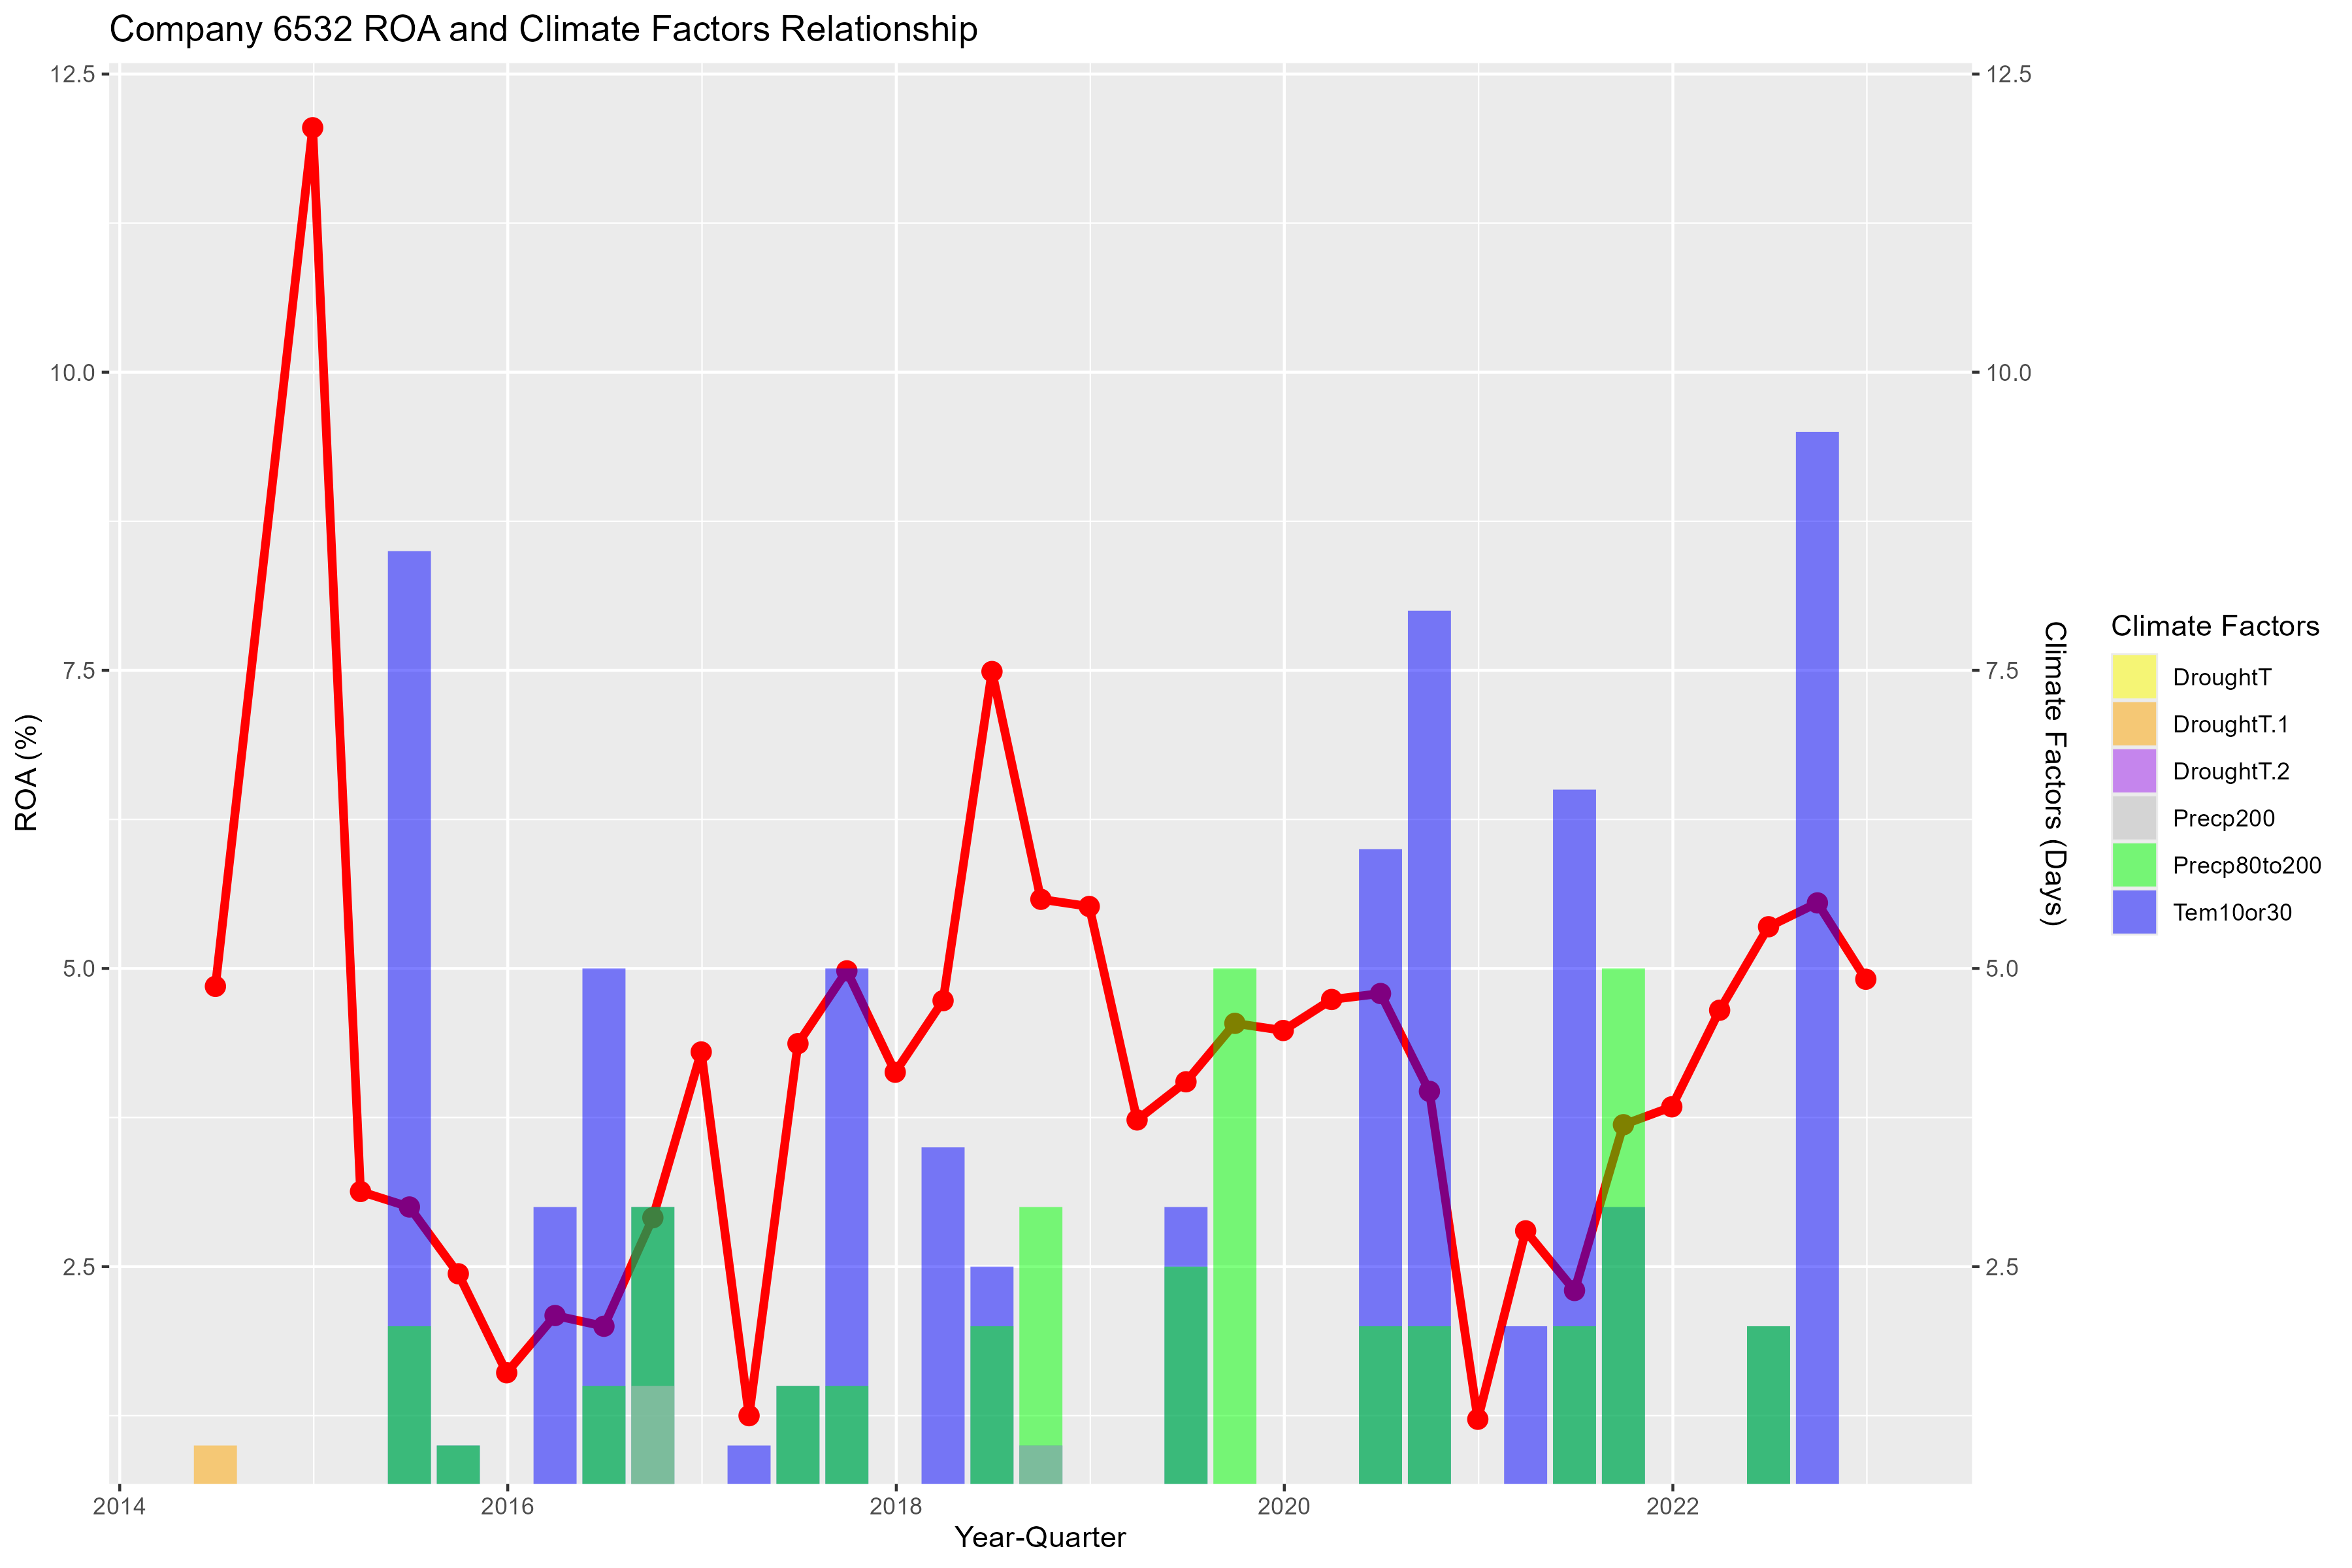 Company 6532 ROA and Climate Factors Relationship
12.5
10.0
7.5
5.0
2.5
ROA (%)
2014
2016
2018
2020
2022
Year-Quarter
12.5
10.0
7.5
5.0
2.5
Climate Factors (Days)
Climate Factors
DroughtT
DroughtT.1
DroughtT.2
Precp200
Precp80to200
Tem10or30